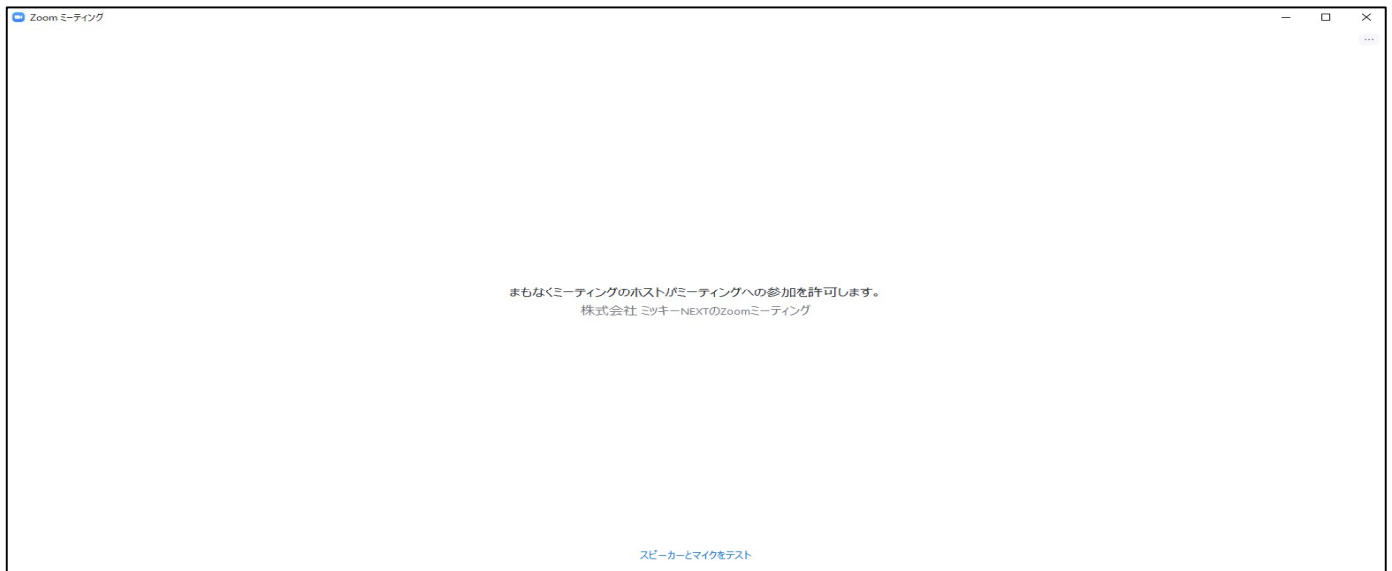 Zoom ミーティング
まもなくミーティングのホストがミーティングへの参加を許可します。
株式会社 ミッキーNEXTのZoomミーティング
スピーカーとマイクをテスト